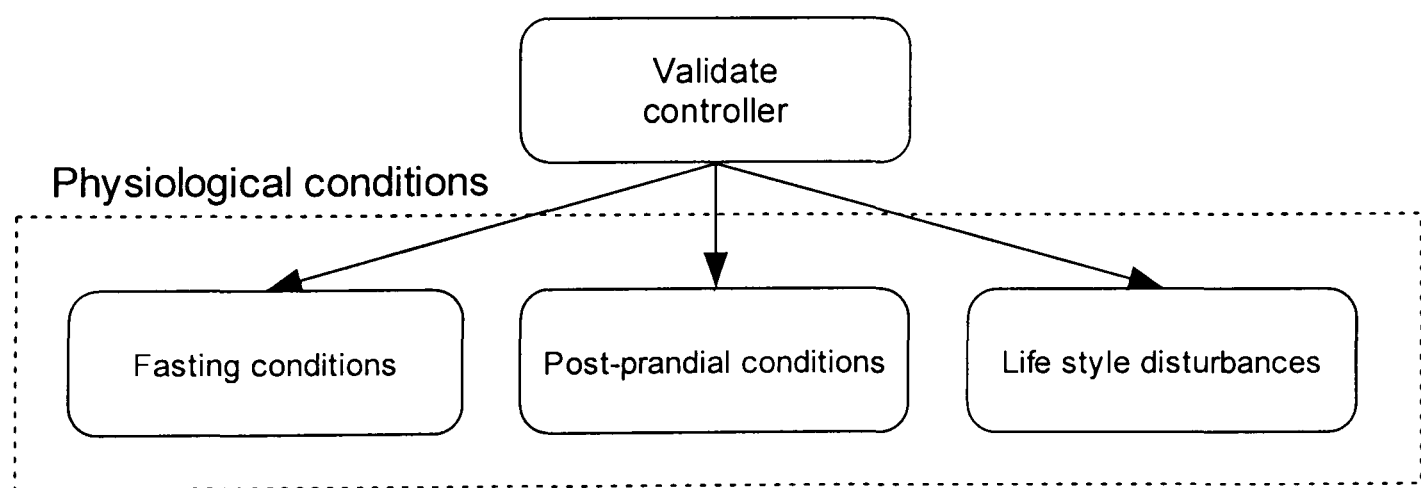 Validate
controller
Physiological conditions
Fasting conditions
Post-prandial conditions
Life style disturbances